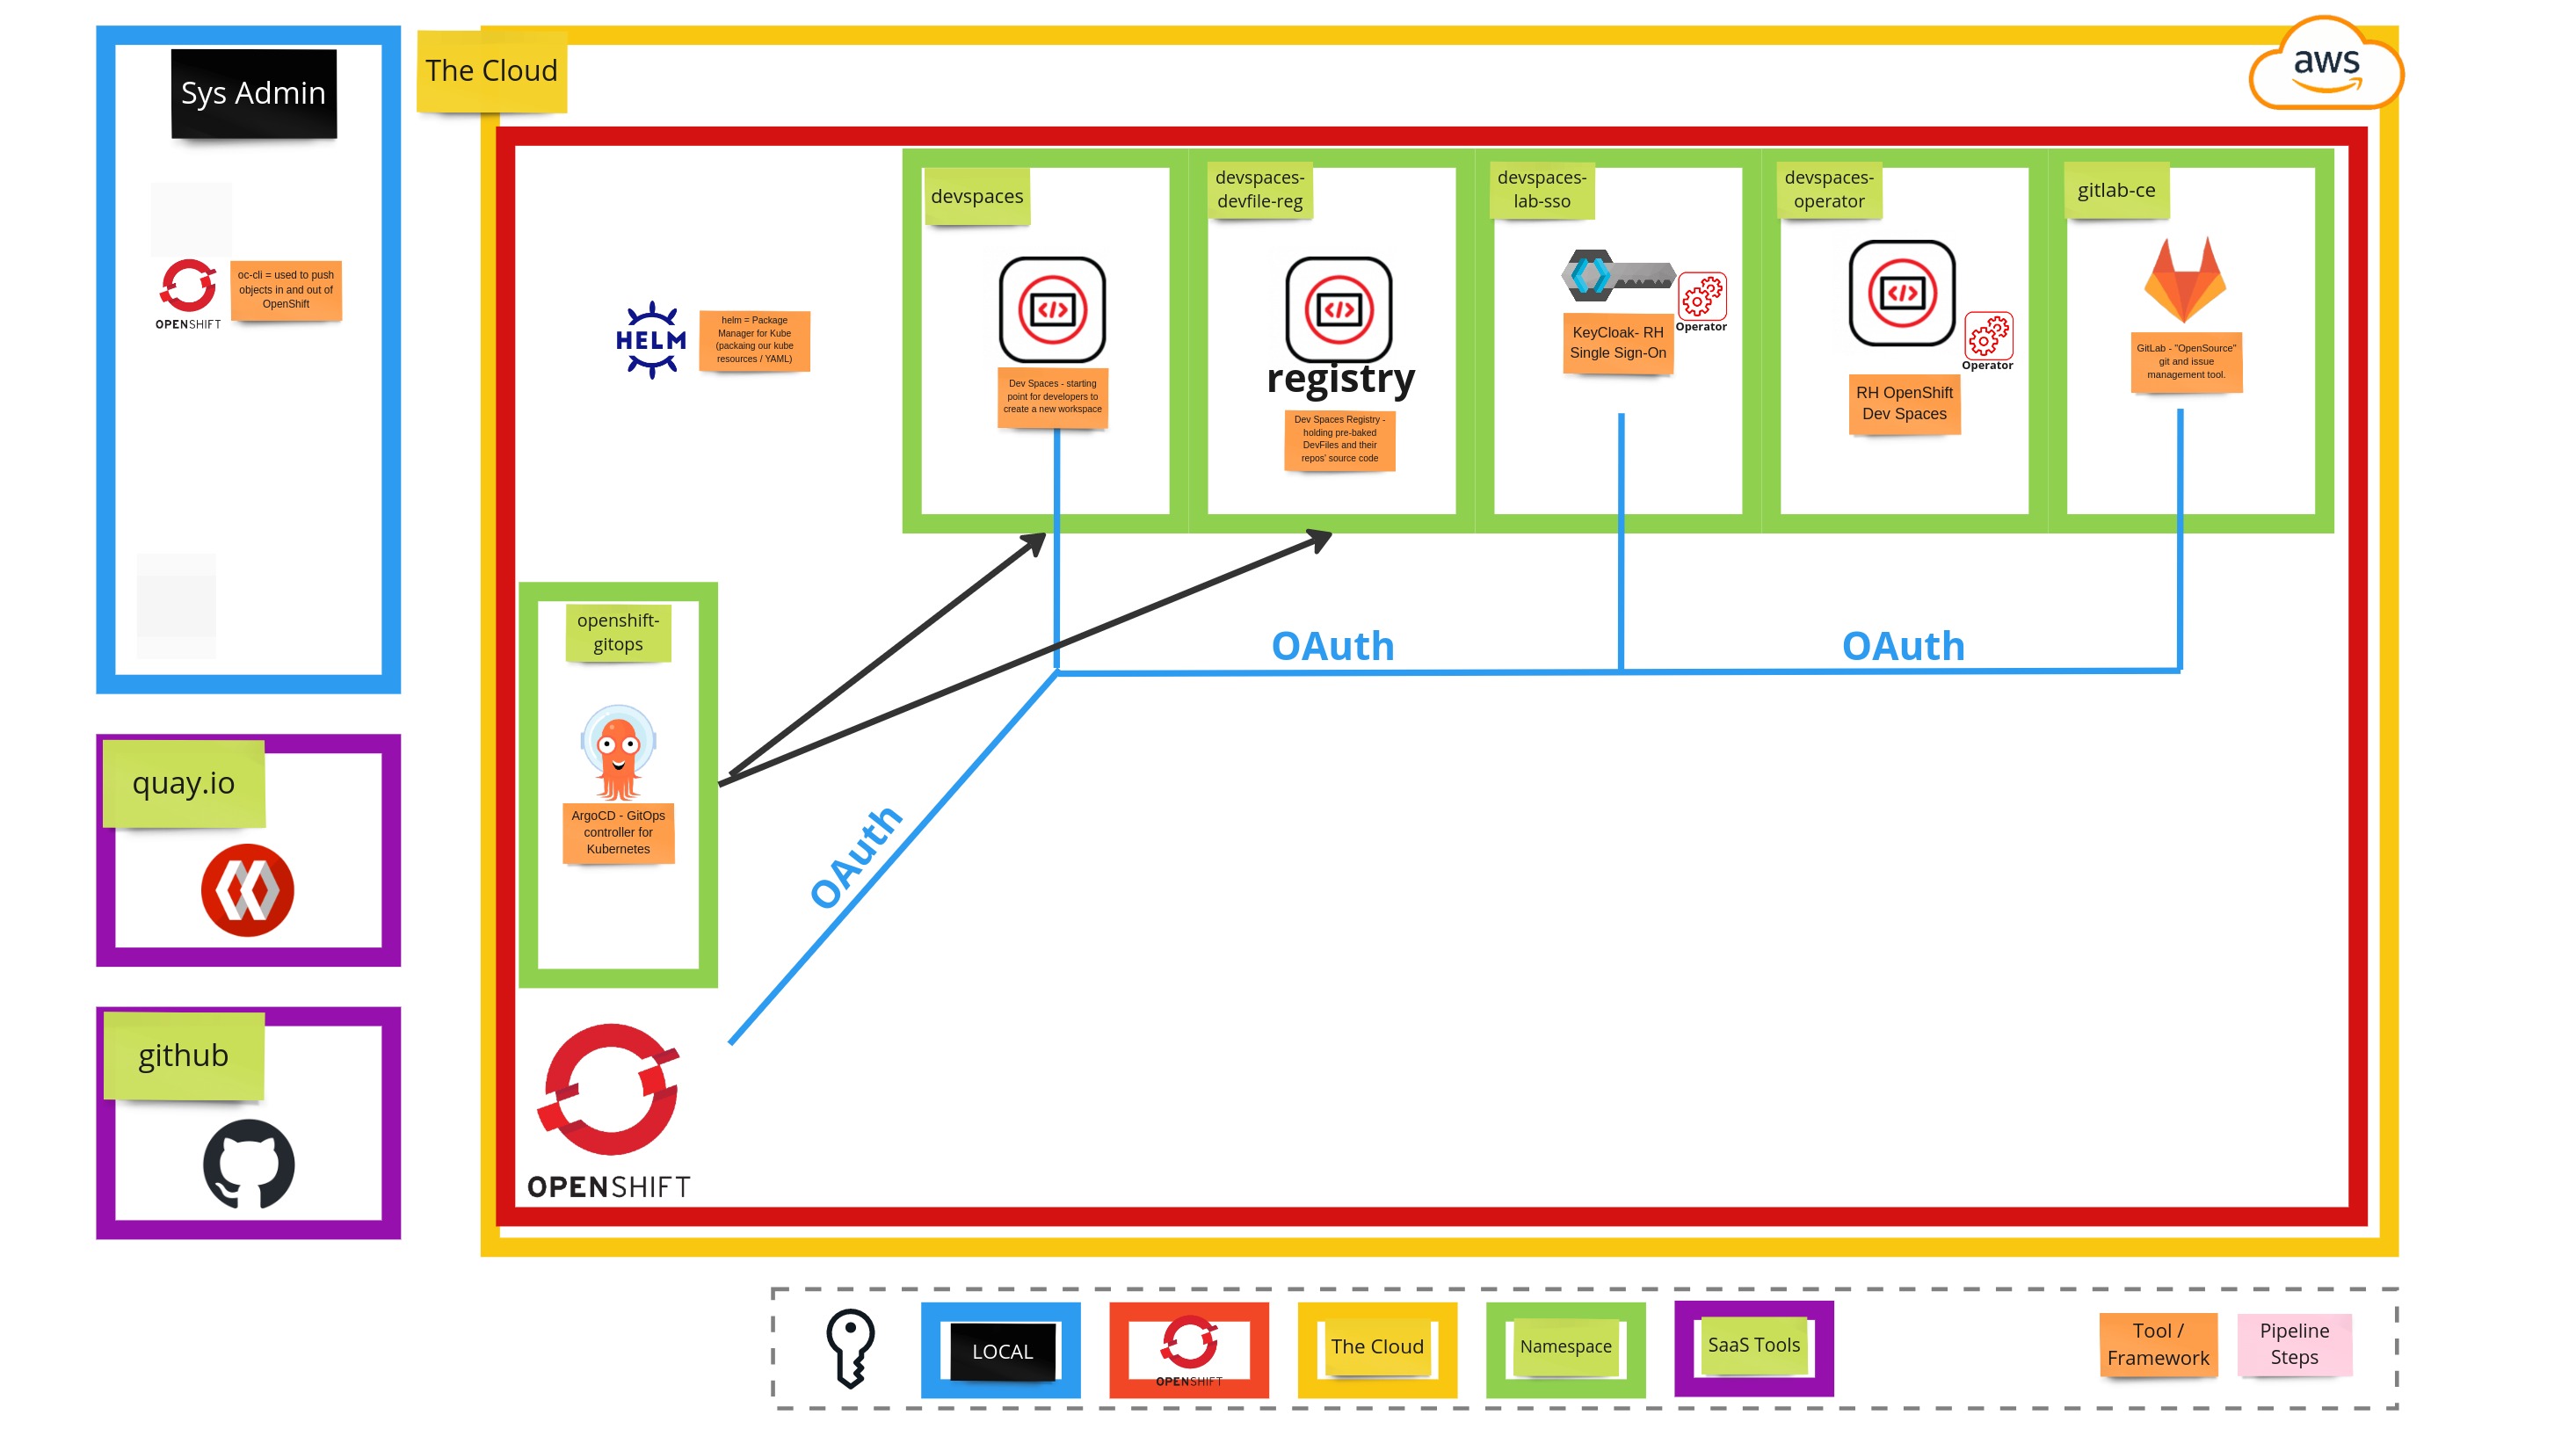 Sys Admin
oc-cli = used to push
objects in and out of
OpenShift
OPENSHIFT
quay.io
github
The Cloud
aws
HELM
helm = Package
Manager for Kube
(packaing our kube
resources / YAML)
devspaces
Dev Spaces - starting
point for developers to
create a new workspace
devspaces-
devfile-reg
registry
Dev Spaces Registry -
holding pre-baked
DevFiles and their
repos' source code
devspaces-
lab-sso
Operator
KeyCloak- RH
Single Sign-On
devspaces-
operator
Operator
RH OpenShift
Dev Spaces
gitlab-ce
GitLab - "OpenSource"
git and issue
management tool.
openshift-
gitops
ArgoCD - GitOps
controller for
Kubernetes
OAuth
OAuth
OAuth
OPENSHIFT
LOCAL
OPENSHIFT
The Cloud
Namespace
SaaS Tools
Tool /
Framework
Pipeline
Steps